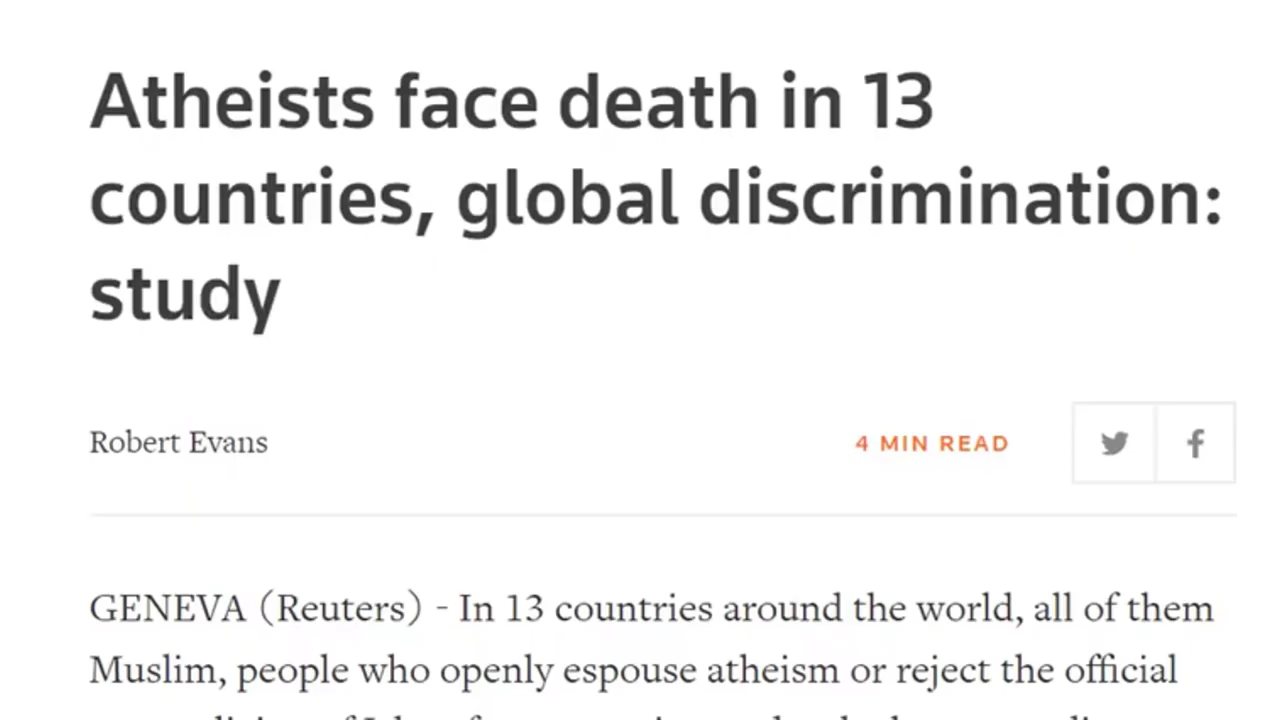 Atheists face death in 13
countries, global discrimination:
study
Robert Evans
4 MIN READ
GENEVA (Reuters) - In 13 countries around the world, all of them
Muslim, people who openly espouse atheism or reject the official